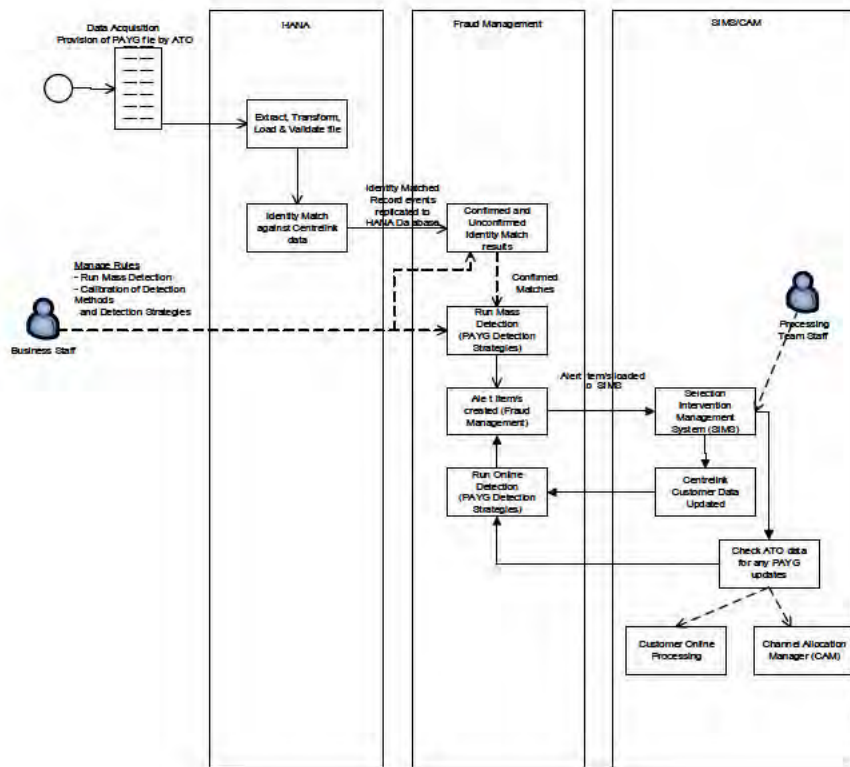 Data Acquisition
Provision of PAYG file by ATO
HANA
Fraud Management
SIMS/CAM
Extract, Transform,
Load & Validate file
Identity Match
against Centrelink
data
Identity Matched
Record events
replicated to
HANA Database
Confirmed and
Unconfirmed
Identity Match
results
Manage Rules
- Run Mass Detection
- Calibration of Detection
Methods
and Detection Strategies
Business Staff
Confirmed
Matches
Run Mass
Detection
(PAYG Detection
Strategies)
Processing
Team Staff
Alert item/s loaded
to SIMS
Alert item/s
created (Fraud
Management)
Selection
Intervention
Management
System (SIMS)
Run Online
Detection
(PAYG Detection
Strategies)
Centrelink
Customer Data
Updated
Check ATO data
for any PAYG
updates
Customer Online
Processing
Channel Allocation
Manager (CAM)